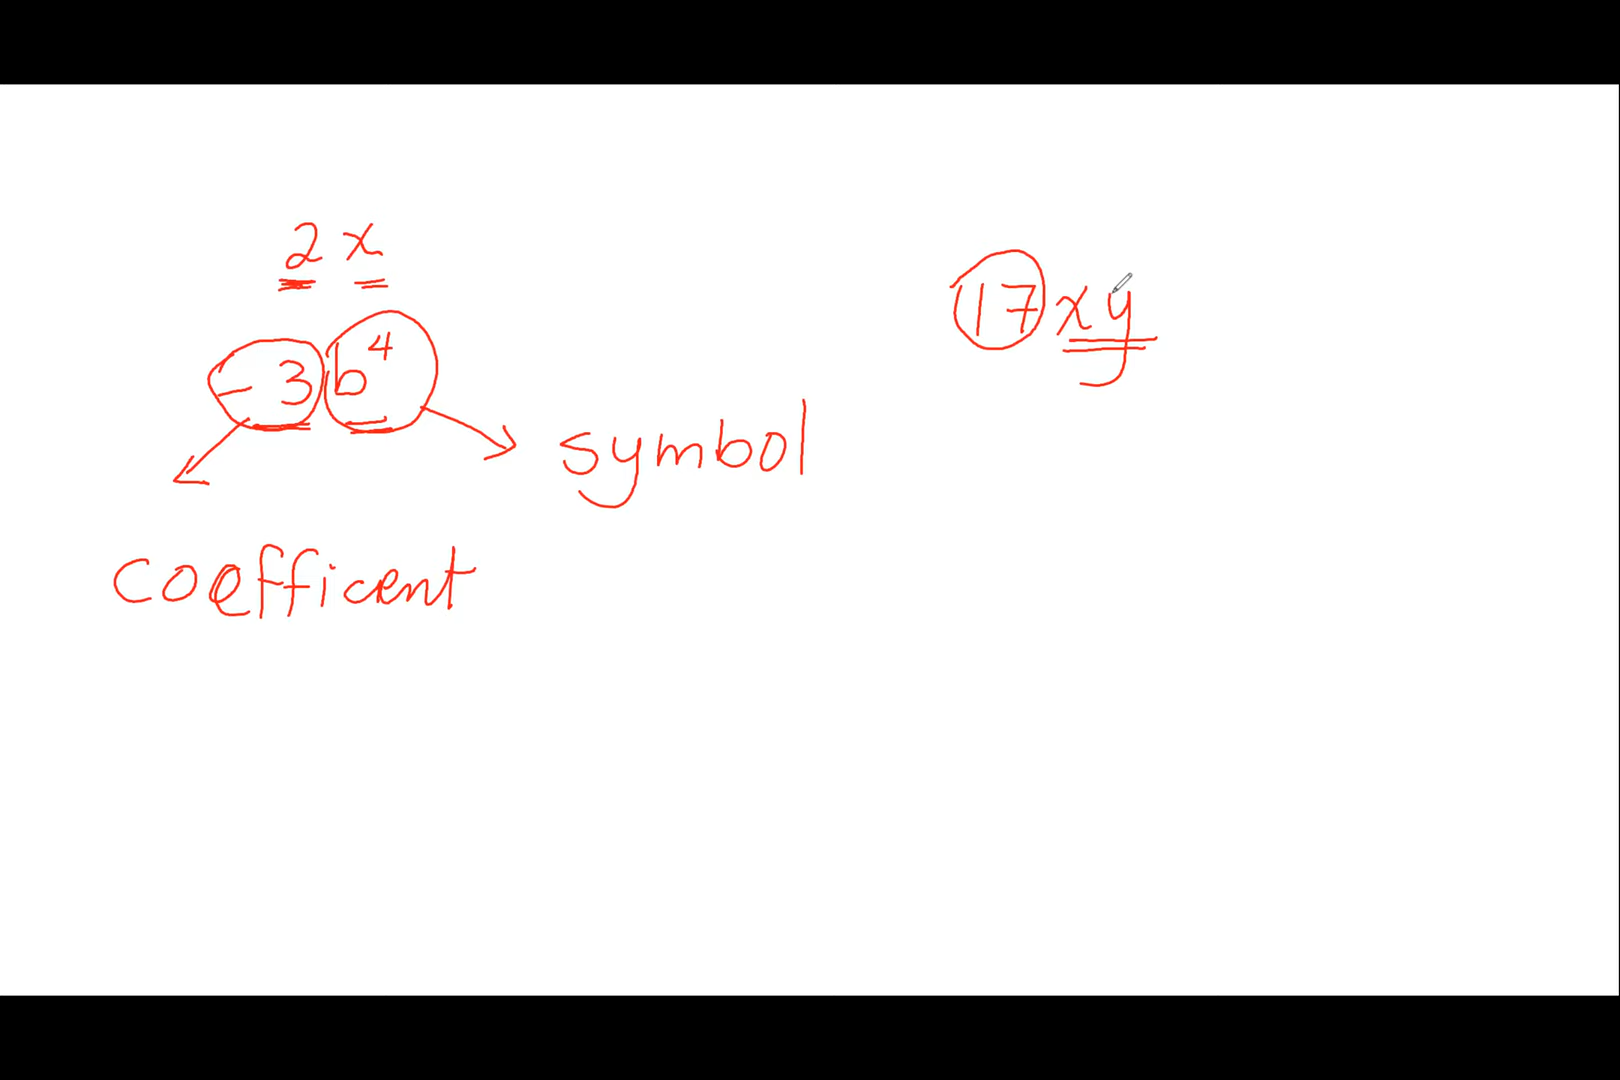 2x
-3b⁴
symbol
coefficent
17xy